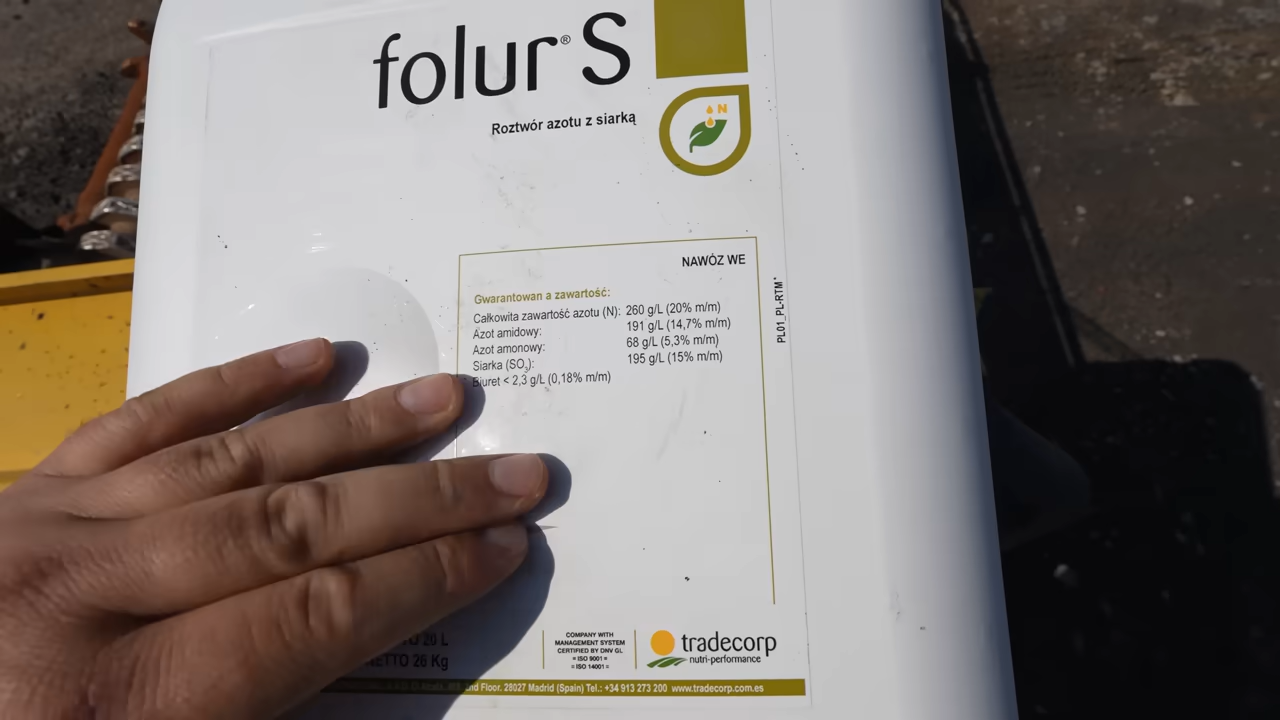 folur® S
Roztwór azotu z siarką
N
NAWÓZ WE
Gwarantowan a zawartość:
Całkowita zawartość azotu (N): 260 g/L (20% m/m)
Azot amidowy: 191 g/L (14,7% m/m)
Azot amonowy: 68 g/L (5,3% m/m)
Siarka (SO3): 195 g/L (15% m/m)
Biuret < 2,3 g/L (0,18% m/m)
PL01_PL-RTM*
20 L
NETTO 26 Kg
COMPANY WITH
MANAGEMENT SYSTEM
CERTIFIED BY DNV GL
= ISO 9001 =
= ISO 14001 =
tradecorp
nutri-performance
2nd Floor. 28027 Madrid (Spain) Tel.: +34 913 273 200 www.tradecorp.com.es